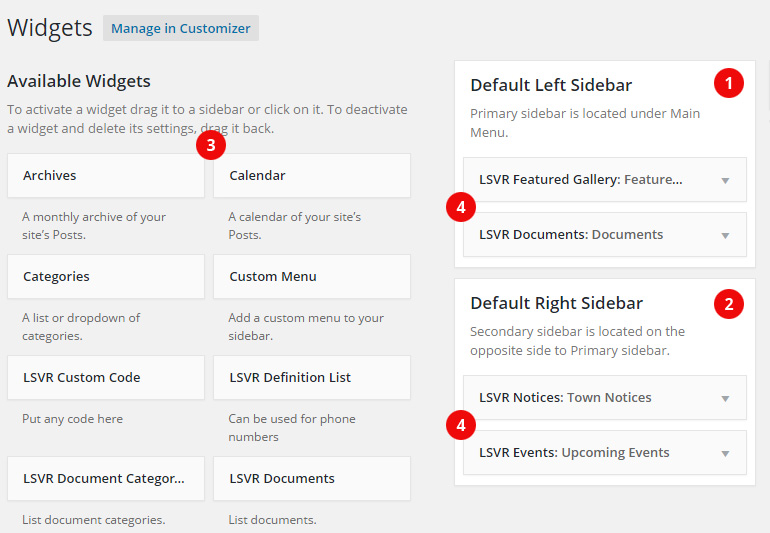 Widgets
Manage in Customizer
Available Widgets
To activate a widget drag it to a sidebar or click on it. To deactivate
a widget and delete its settings, drag it back.
3
Archives
Calendar
A monthly archive of your
site's Posts.
A calendar of your site's
Posts.
Categories
Custom Menu
A list or dropdown of
categories.
Add a custom menu to your
sidebar.
LSVR Custom Code
LSVR Definition List
Put any code here
Can be used for phone
numbers
LSVR Document Categor...
LSVR Documents
List document categories.
List documents.
Default Left Sidebar
1
Primary sidebar is located under Main
Menu.
LSVR Featured Gallery: Feature...
4
LSVR Documents: Documents
Default Right Sidebar
2
Secondary sidebar is located on the
opposite side to Primary sidebar.
LSVR Notices: Town Notices
4
LSVR Events: Upcoming Events